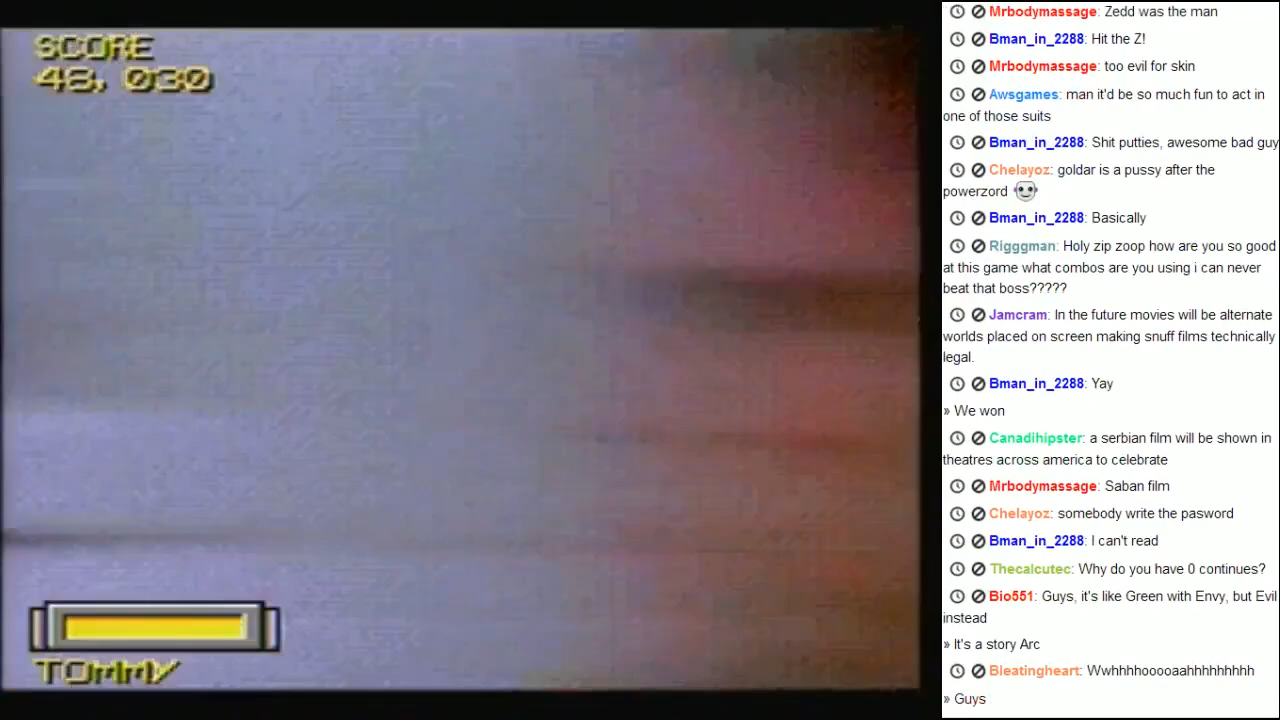 SCORE
48,030
TOMMY
Mrbodymassage: Zedd was the man
Bman_in_2288: Hit the Z!
Mrbodymassage: too evil for skin
Awsgames: man it'd be so much fun to act in
one of those suits
Bman_in_2288: Shit putties, awesome bad guy
Chelayoz: goldar is a pussy after the
powerzord
Bman_in_2288: Basically
Rigggman: Holy zip zoop how are you so good
at this game what combos are you using i can never
beat that boss?????
Jamcram: In the future movies will be alternate
worlds placed on screen making snuff films technically
legal.
Bman_in_2288: Yay
» We won
Canadihipster: a serbian film will be shown in
theatres across america to celebrate
Mrbodymassage: Saban film
Chelayoz: somebody write the pasword
Bman_in_2288: I can't read
Thecalcutec: Why do you have 0 continues?
Bio551: Guys, it's like Green with Envy, but Evil
instead
» It's a story Arc
Bleatingheart: Wwhhhhooooaahhhhhhhhh
» Guys